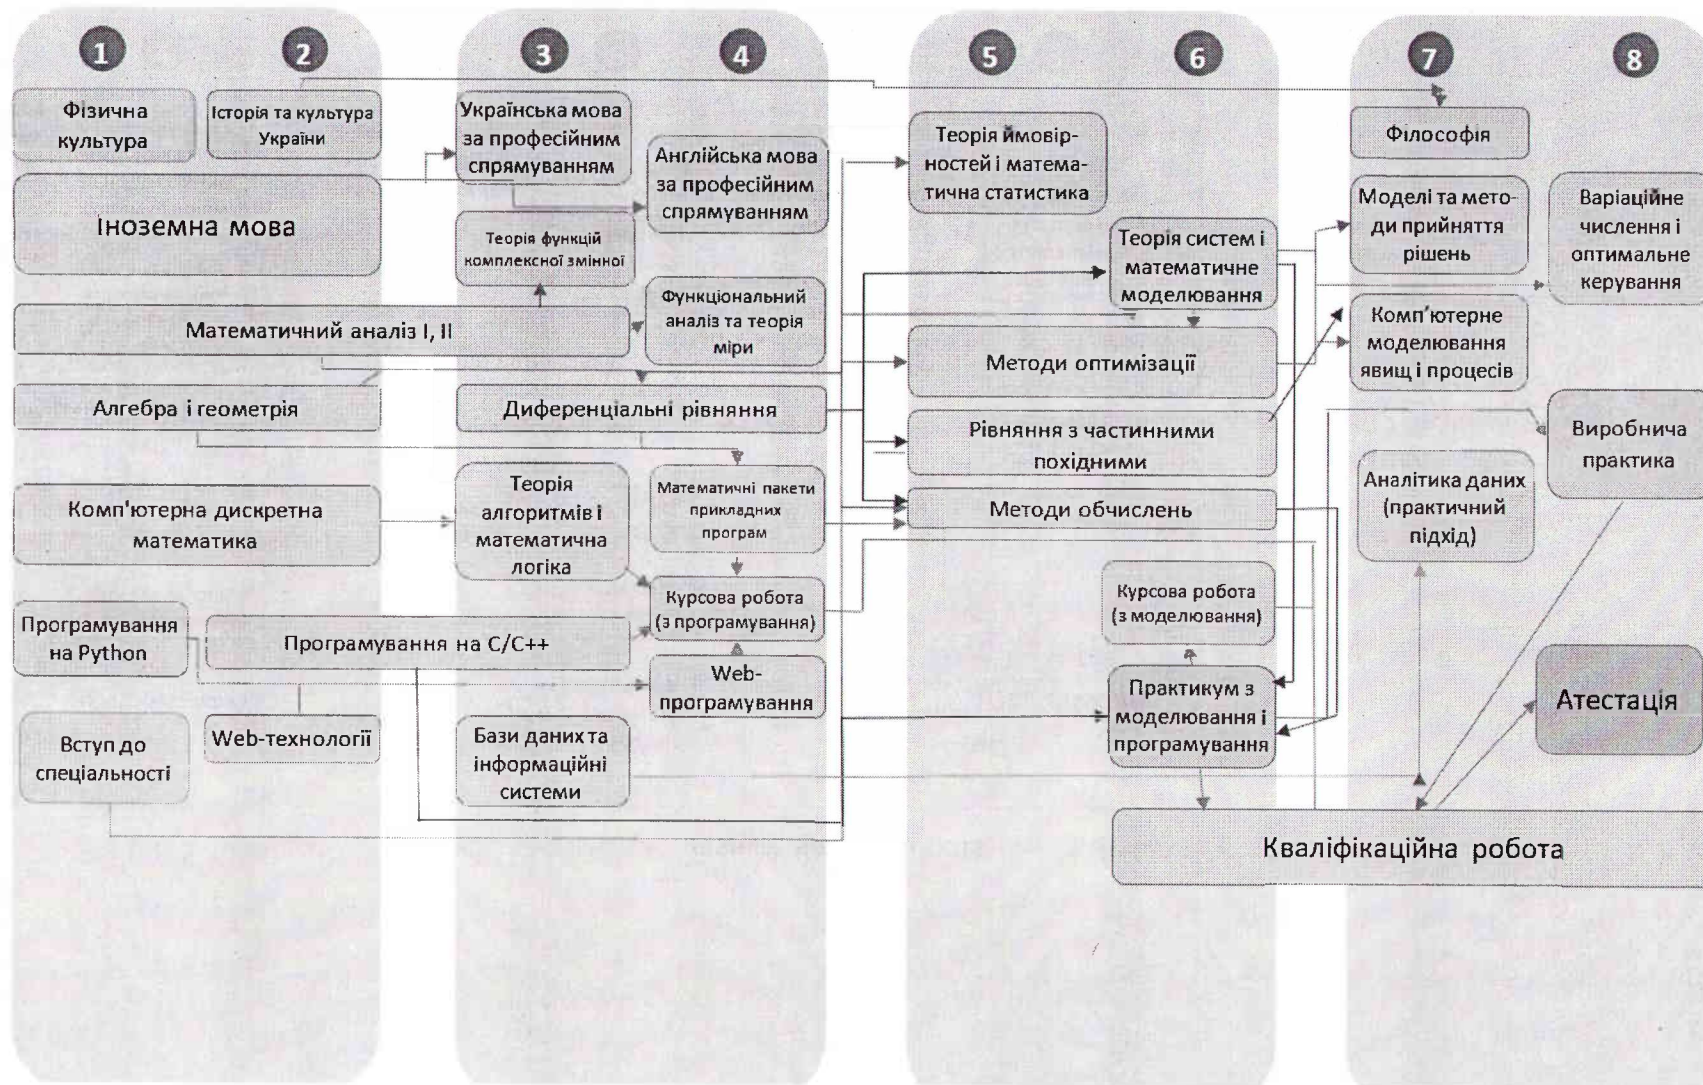 1
2
3
4
5
6
7
8
Фізична
культура
Історія та культура
України
Українська мова
за професійним
спрямуванням
Англійська мова
за професійним
спрямуванням
Теорія ймовір-
ностей і матема-
тична статистика
Філософія
Іноземна мова
Теорія функцій
комплексної змінної
Теорія систем і
математичне
моделювання
Моделі та мето-
ди прийняття
рішень
Варіаційне
числення і
оптимальне
керування
Математичний аналіз І, ІІ
Функціональний
аналіз та теорія
міри
Методи оптимізації
Комп'ютерне
моделювання
явищ і процесів
Алгебра і геометрія
Диференціальні рівняння
Рівняння з частинними
похідними
Виробнича
практика
Комп'ютерна дискретна
математика
Теорія
алгоритмів і
математична
логіка
Математичні пакети
прикладних
програм
Методи обчислень
Аналітика даних
(практичний
підхід)
Програмування
на Python
Програмування на С/С++
Курсова робота
(з програмування)
Курсова робота
(з моделювання)
Web-
програмування
Практикум з
моделювання і
програмування
Атестація
Вступ до
спеціальності
Web-технології
Бази даних та
інформаційні
системи
Кваліфікаційна робота